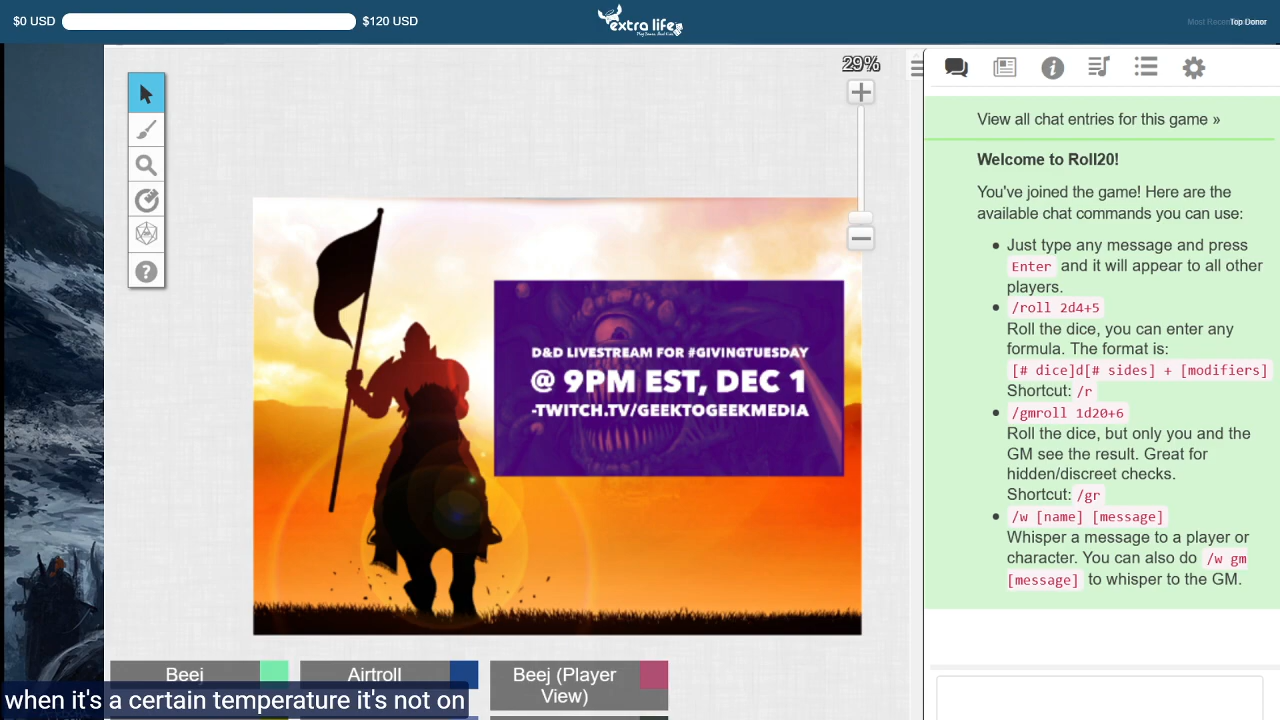 $0 USD
$120 USD
extra life
Play Games. Heal Kids.
Most Recen
Top Donor
29%
View all chat entries for this game »
Welcome to Roll20!
You've joined the game! Here are the
available chat commands you can use:
Just type any message and press
Enter and it will appear to all other
players.
/roll 2d4+5
Roll the dice, you can enter any
formula. The format is:
[# dice]d[# sides] + [modifiers]
Shortcut: /r
/gmroll 1d20+6
Roll the dice, but only you and the
GM see the result. Great for
hidden/discreet checks.
Shortcut: /gr
/w [name] [message]
Whisper a message to a player or
character. You can also do /w gm
[message] to whisper to the GM.
D&D LIVESTREAM FOR #GIVINGTUESDAY
@ 9PM EST, DEC 1
-TWITCH.TV/GEEKTOGEEKMEDIA
Beej
Airtroll
Beej (Player
View)
when it's a certain temperature it's not on